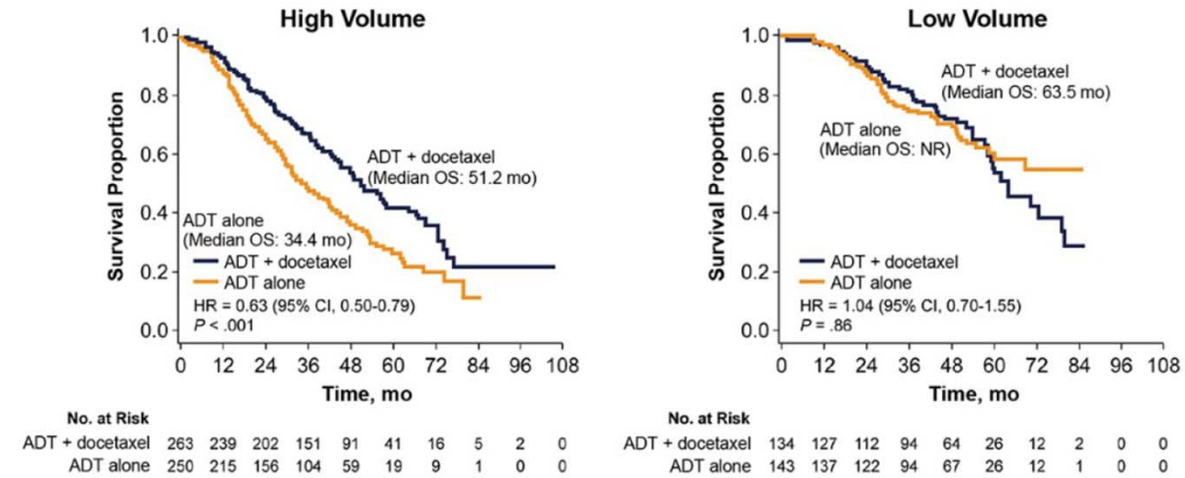 High Volume
1.0
0.8
0.6
0.4
0.2
0.0
Survival Proportion
ADT + docetaxel
(Median OS: 51.2 mo)
ADT alone
(Median OS: 34.4 mo)
ADT + docetaxel
ADT alone
HR = 0.63 (95% CI, 0.50-0.79)
P < .001
0 12 24 36 48 60 72 84 96 108
Time, mo
No. at Risk
ADT + docetaxel 263 239 202 151 91 41 16 5 2 0
ADT alone 250 215 156 104 59 19 9 1 0 0
Low Volume
1.0
0.8
0.6
0.4
0.2
0.0
Survival Proportion
ADT + docetaxel
(Median OS: 63.5 mo)
ADT alone
(Median OS: NR)
ADT + docetaxel
ADT alone
HR = 1.04 (95% CI, 0.70-1.55)
P = .86
0 12 24 36 48 60 72 84 96 108
Time, mo
No. at Risk
ADT + docetaxel 134 127 112 94 64 26 12 2 0 0
ADT alone 143 137 122 94 67 26 12 1 0 0